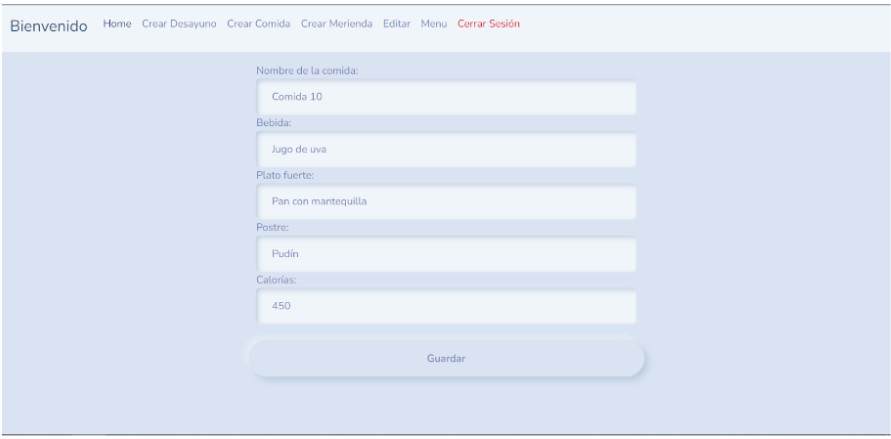 Bienvenido Home Crear Desayuno Crear Comida Crear Merienda Editar Menu Cerrar Sesión
Nombre de la comida:
Comida 10
Bebida:
Jugo de uva
Plato fuerte:
Pan con mantequilla
Postre:
Pudín
Calorías:
450
Guardar